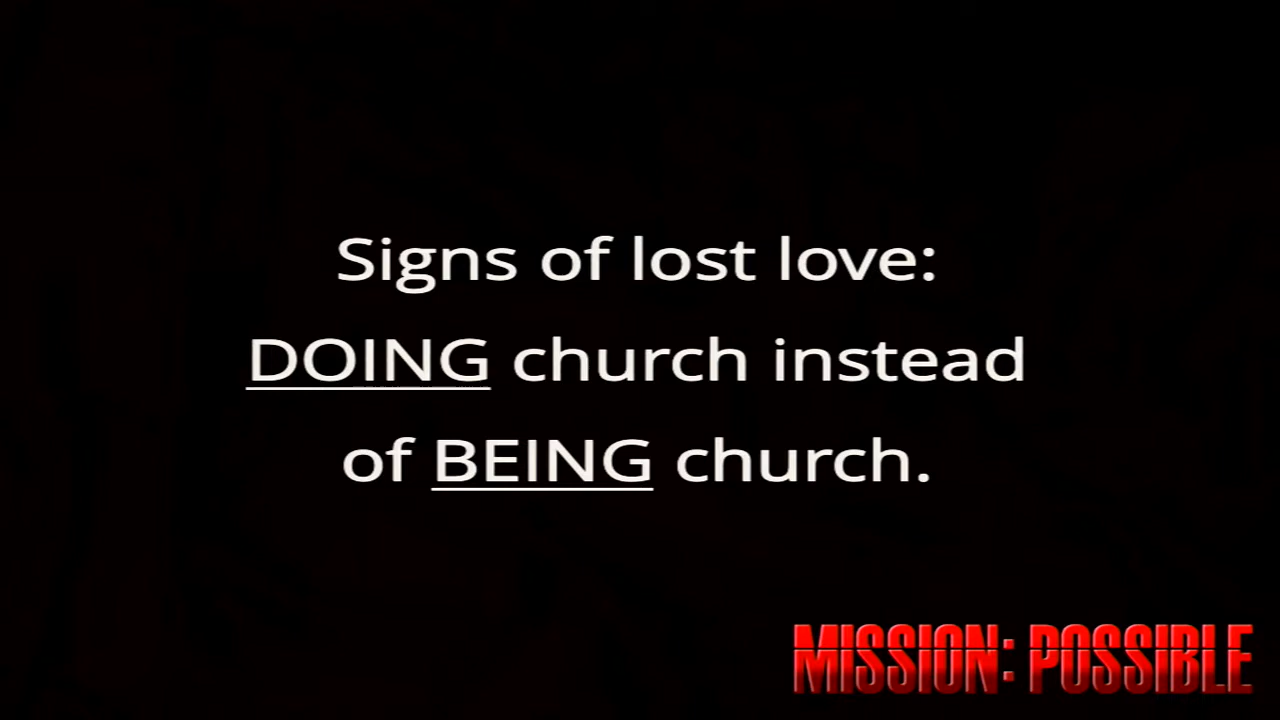 Signs of lost love:
DOING church instead
of BEING church.
MISSION: POSSIBLE